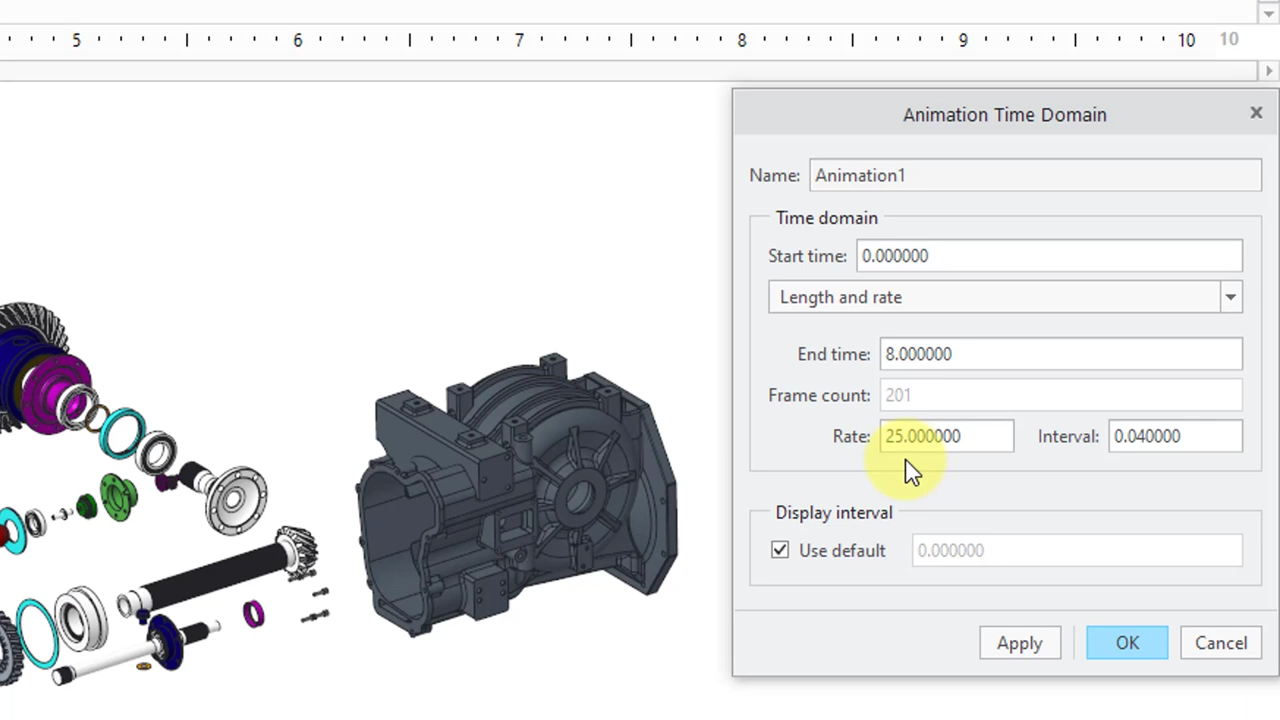 5 6 7 8 9 10 10
Animation Time Domain x
Name: Animation1
Time domain
Start time: 0.000000
Length and rate
End time: 8.000000
Frame count: 201
Rate: 25.000000 Interval: 0.040000
Display interval
Use default 0.000000
Apply OK Cancel